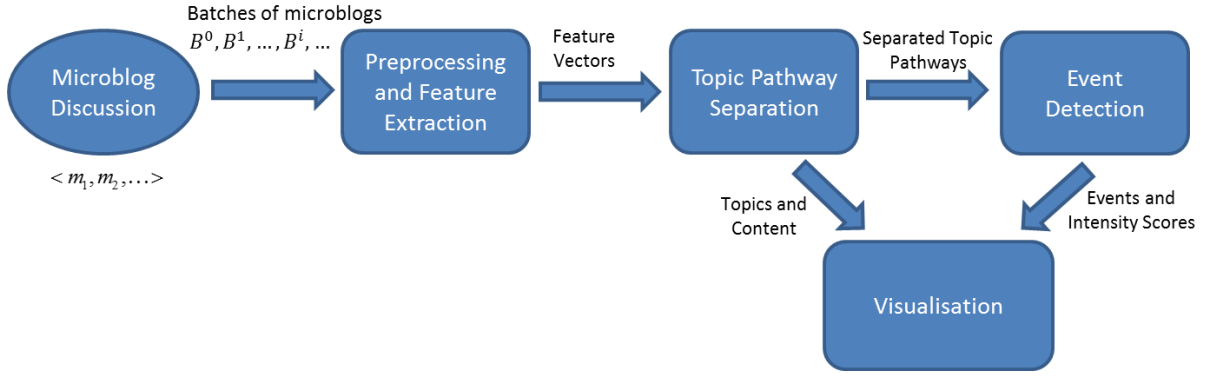 Batches of microblogs
B⁰, B¹, ..., Bⁱ, ...
Microblog
Discussion
< m₁, m₂, ...>
Preprocessing
and Feature
Extraction
Feature
Vectors
Topic Pathway
Separation
Separated Topic
Pathways
Event
Detection
Topics and
Content
Events and
Intensity Scores
Visualisation